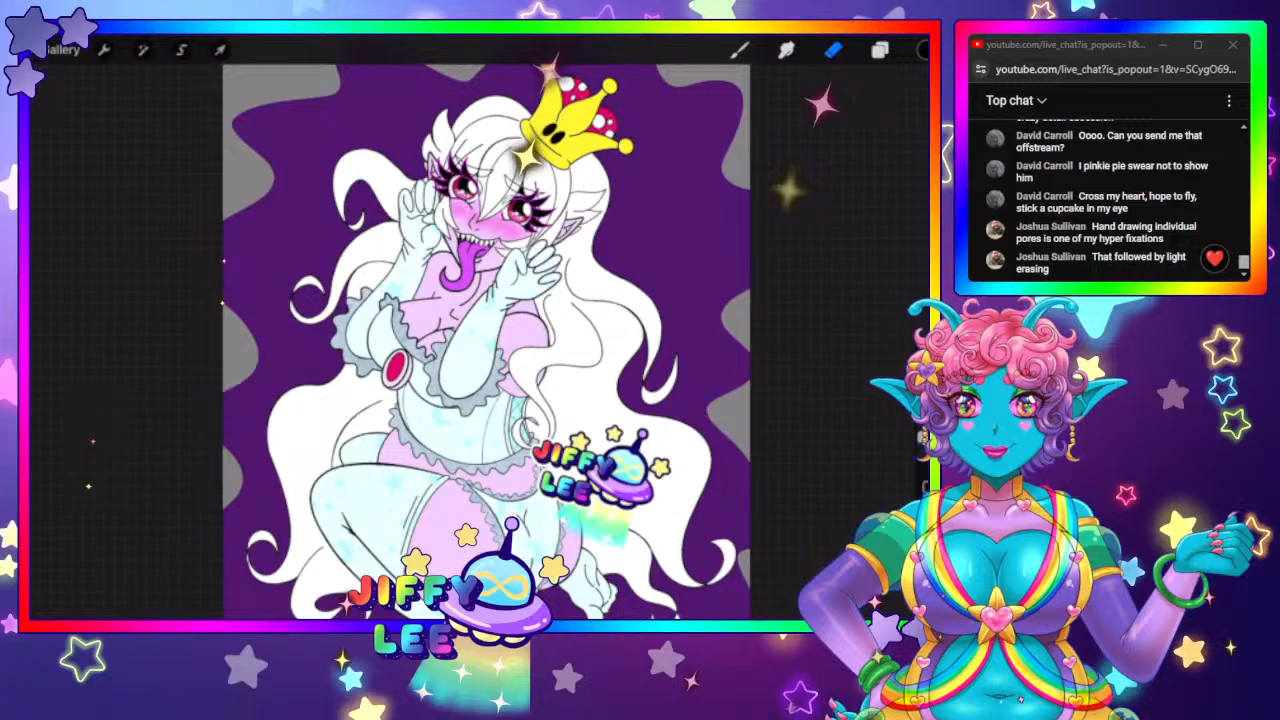 allery
youtube.com/live_chat?is_popout=1&...
youtube.com/live_chat?is_popout=1&v=SCygO69...
Top chat
David Carroll Oooo. Can you send me that
offstream?
David Carroll I pinkie pie swear not to show
him
David Carroll Cross my heart, hope to fly,
stick a cupcake in my eye
Joshua Sullivan Hand drawing individual
pores is one of my hyper fixations
Joshua Sullivan That followed by light
erasing
JIFFY
LEE
JIFFY
LEE